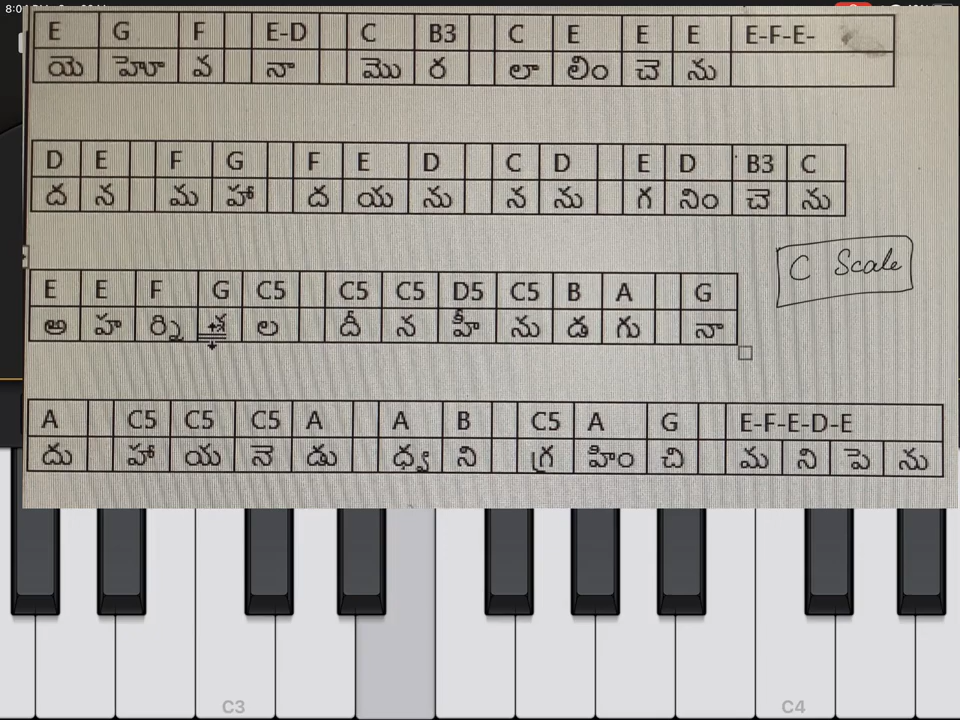 E G F E-D C B3 C E E E E-F-E-
యె హోెూ వ నా మొ ర లా లిం చె ను
D E F G F E D C D E D B3 C
ద న మ హా ద య ను న ను గ నిం చె ను
C Scale
E E F G C5 C5 C5 D5 C5 B A G
అ హ ర్ని శ ల దీ న హీ ను డ గు నా
A C5 C5 C5 A A B C5 A G E-F-E-D-E
దు హా య నె డు ధ్వ ని గ్ర హిం చి మ ని పె ను
C3 C4